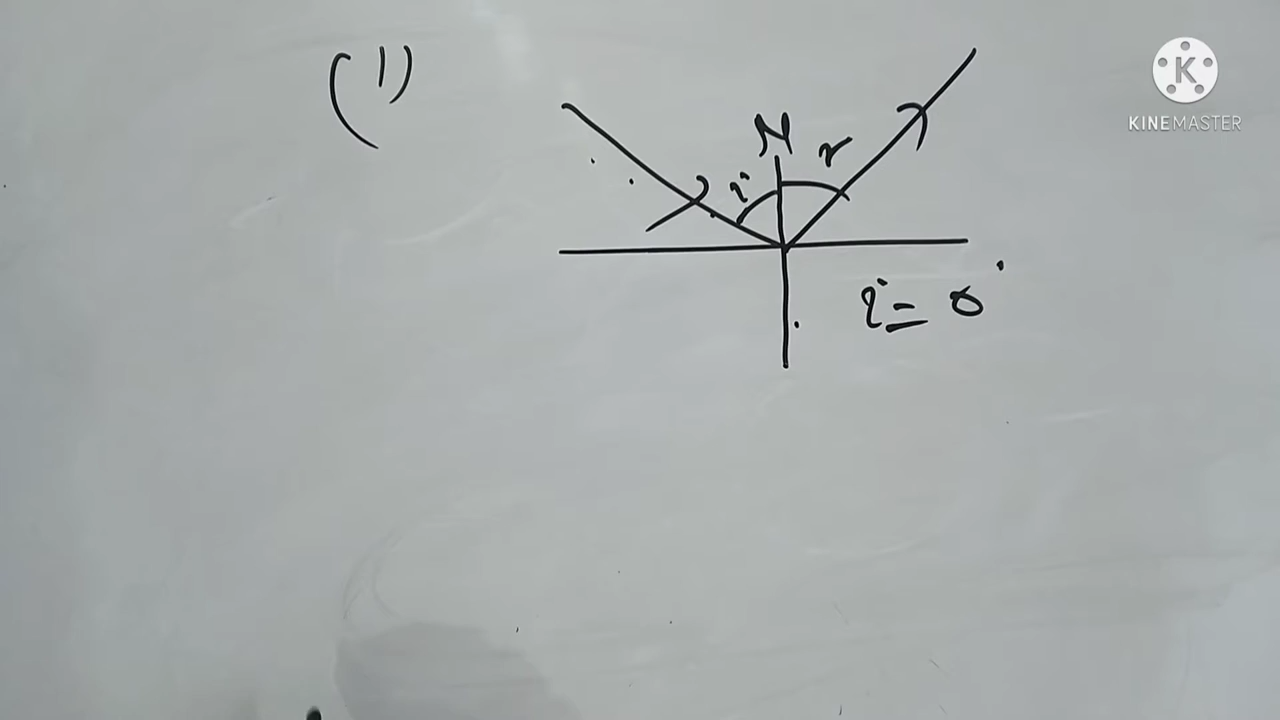 (1)
N
i r
i = 0°
K
KINEMASTER